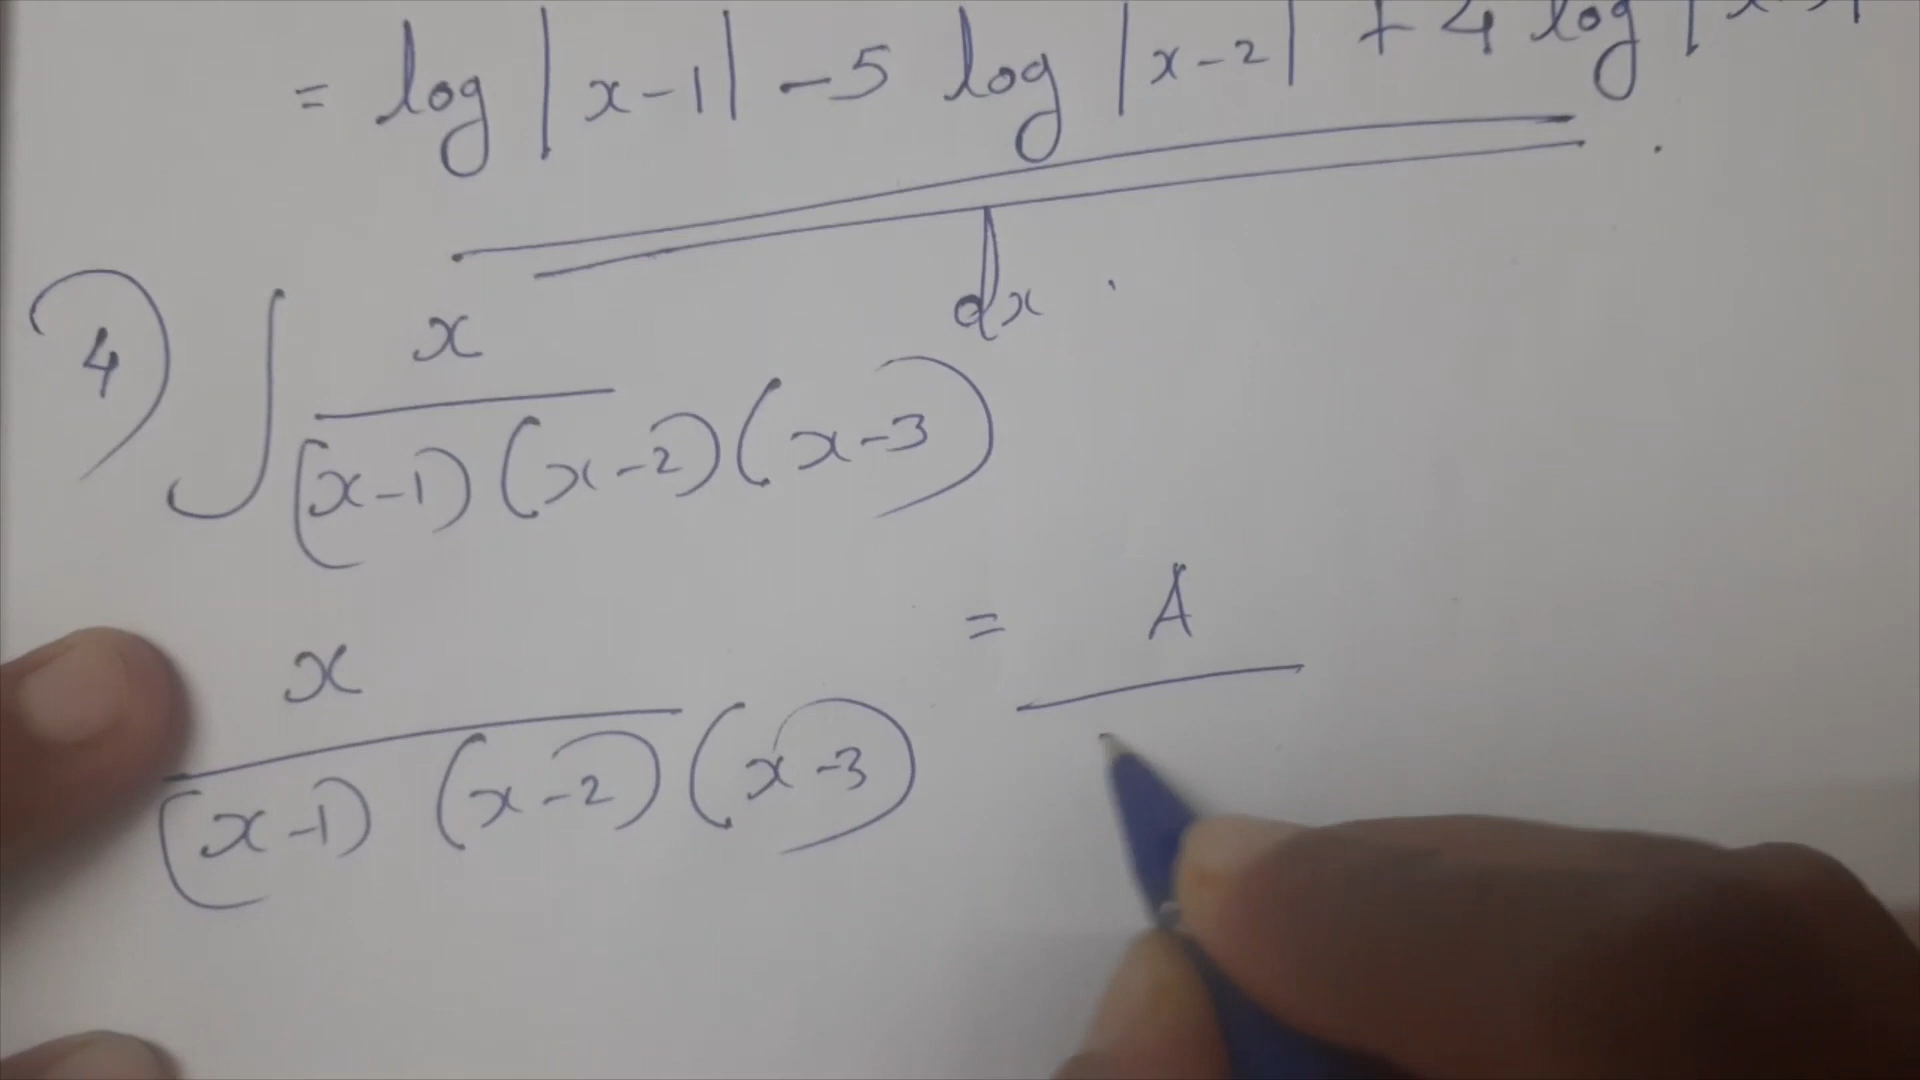 = log |x-1| - 5 log |x-2| + 4 log |
4) ∫ x / (x-1) (x-2) (x-3) dx .
x / (x-1) (x-2) (x-3) = A